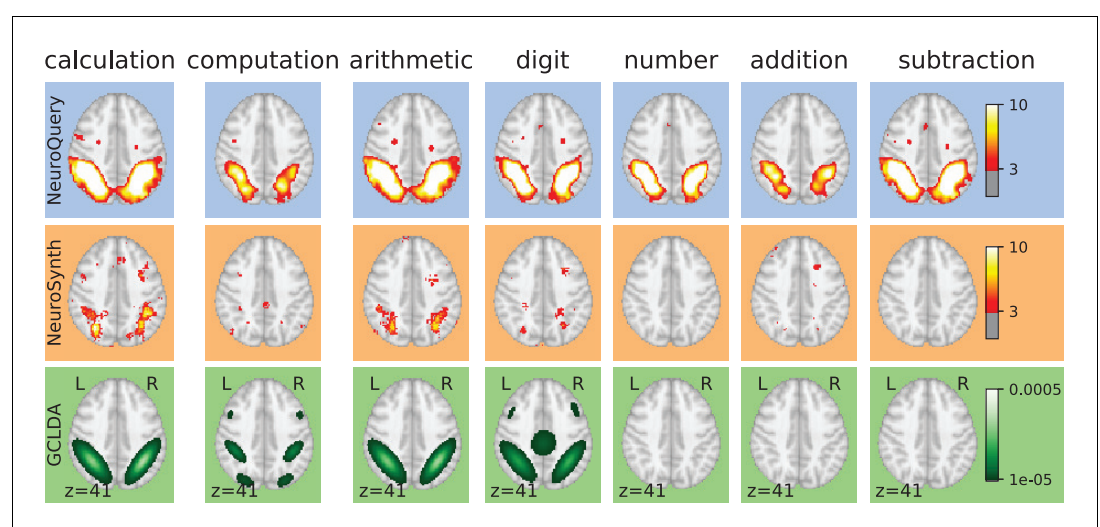 calculation computation arithmetic digit number addition subtraction
NeuroQuery
10
3
NeuroSynth
10
3
GCLDA
L R L R L R L R L R L R L R
0.0005
1e-05
z=41 z=41 z=41 z=41 z=41 z=41 z=41